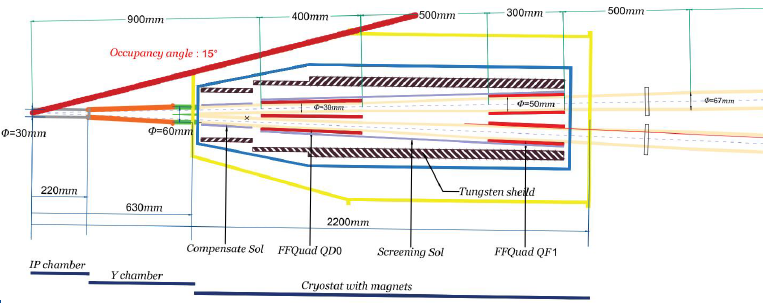 900mm
400mm
500mm
300mm
500mm
Occupancy angle : 15°
Φ=30mm
Φ=60mm
Φ=30mm
Φ=50mm
Φ=67mm
220mm
630mm
2200mm
Tungsten sheild
Compensate Sol
FFQuad QD0
Screening Sol
FFQuad QF1
IP chamber
Y chamber
Cryostat with magnets